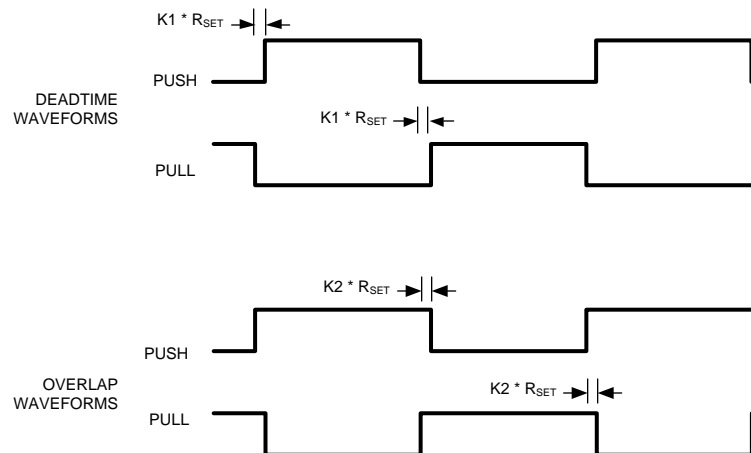 K1 * RSET
PUSH
DEADTIME
WAVEFORMS
K1 * RSET
PULL
K2 * RSET
PUSH
OVERLAP
WAVEFORMS
K2 * RSET
PULL